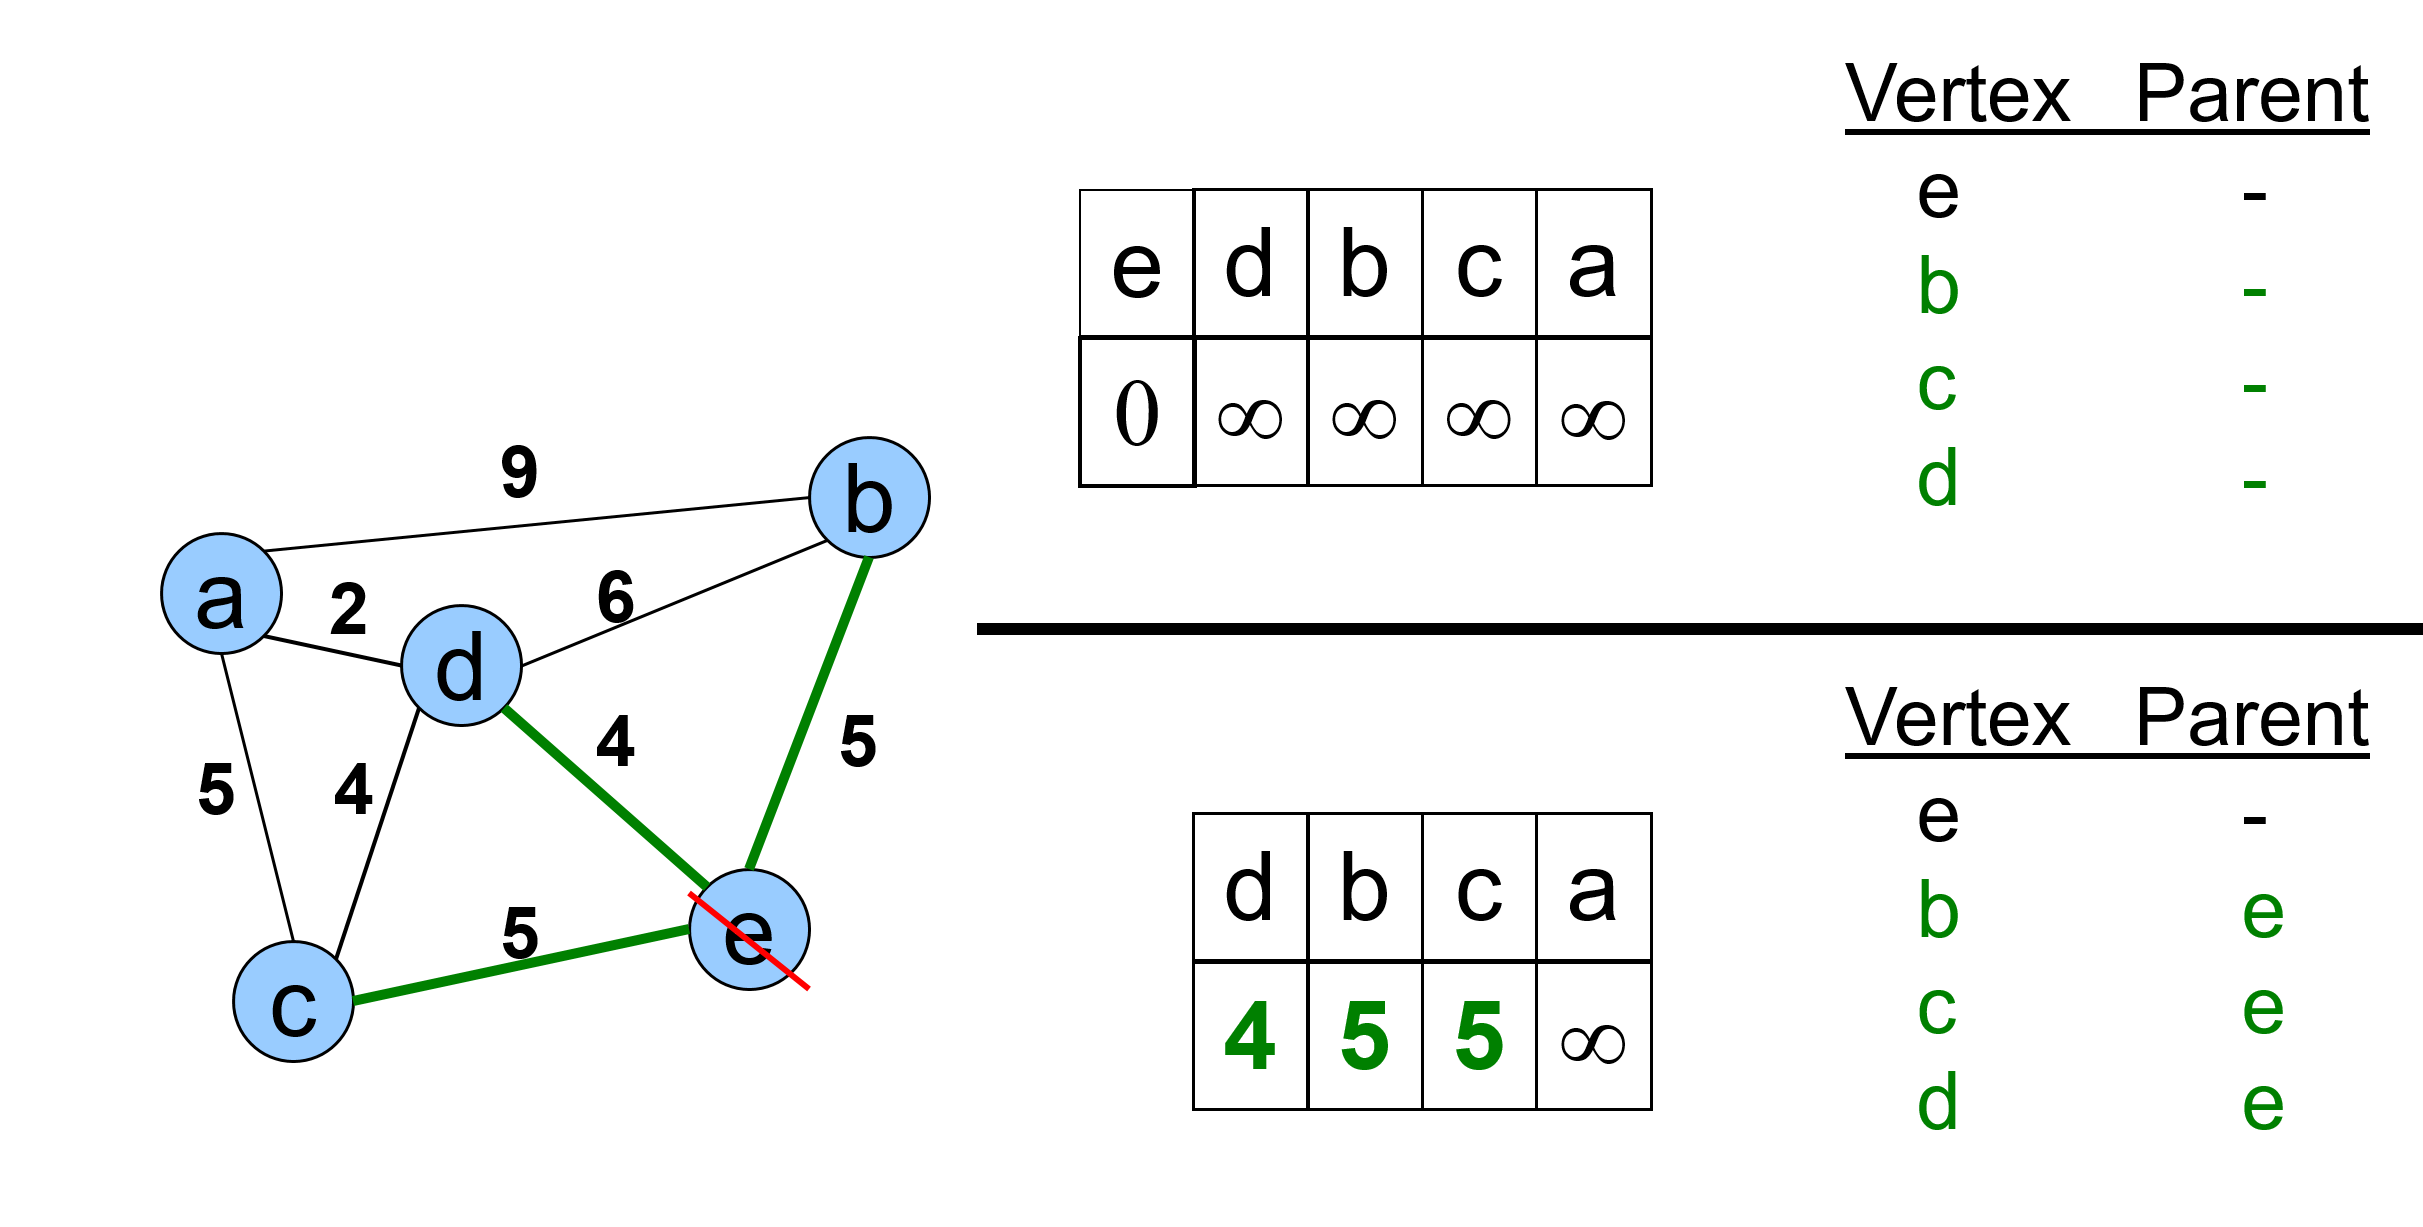 Vertex Parent
e -
b -
c -
d -
e d b c a
0 ∞ ∞ ∞ ∞
9
b
a
2
6
d
4
5
5
4
5
e
c
Vertex Parent
e -
b e
c e
d e
d b c a
4 5 5 ∞